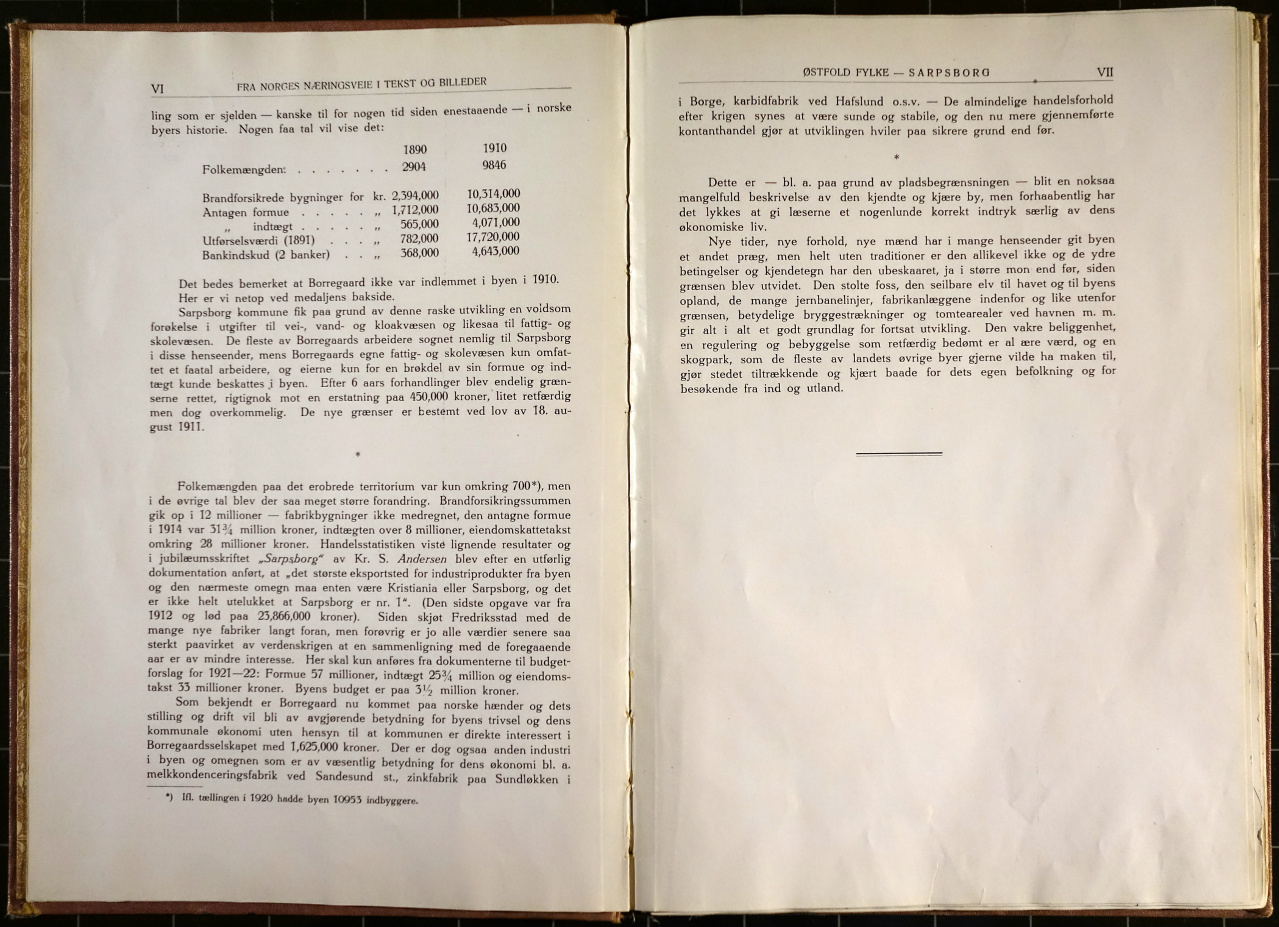 VI FRA NORGES NÆRINGSVEIE I TEKST OG BILLEDER
ling som er sjelden — kanske til for nogen tid siden enestaaende — i norske
byers historie. Nogen faa tal vil vise det:
1890 1910
Folkemængden: . . . . . . . 2904 9846
Brandforsikrede bygninger for kr. 2,394,000 10,314,000
Antagen formue . . . . . „ 1,712,000 10,683,000
„ indtægt . . . . . „ 565,000 4,071,000
Utførselsværdi (1891) . . . „ 782,000 17,720,000
Bankindskud (2 banker) . . „ 368,000 4,643,000
Det bedes bemerket at Borregaard ikke var indlemmet i byen i 1910.
Her er vi netop ved medaljens bakside.
Sarpsborg kommune fik paa grund av denne raske utvikling en voldsom
forøkelse i utgifter til vei-, vand- og kloakvæsen og likesaa til fattig- og
skolevæsen. De fleste av Borregaards arbeidere sognet nemlig til Sarpsborg
i disse henseender, mens Borregaards egne fattig- og skolevæsen kun omfat-
tet et faatal arbeidere, og eierne kun for en brøkdel av sin formue og ind-
tægt kunde beskattes i byen. Efter 6 aars forhandlinger blev endelig græn-
serne rettet, rigtignok mot en erstatning paa 450,000 kroner, litet retfærdig
men dog overkommelig. De nye grænser er bestemt ved lov av 18. au-
gust 1911.
*
Folkemængden paa det erobrede territorium var kun omkring 700*), men
i de øvrige tal blev der saa meget større forandring. Brandforsikringssummen
gik op i 12 millioner — fabrikbygninger ikke medregnet, den antagne formue
i 1914 var 31¾ million kroner, indtægten over 8 millioner, eiendomskattetakst
omkring 28 millioner kroner. Handelsstatistiken viste lignende resultater og
i jubilæumsskriftet „Sarpsborg" av Kr. S. Andersen blev efter en utførlig
dokumentation anført, at „det største eksportsted for industriprodukter fra byen
og den nærmeste omegn maa enten være Kristiania eller Sarpsborg, og det
er ikke helt utelukket at Sarpsborg er nr. 1". (Den sidste opgave var fra
1912 og lød paa 23,866,000 kroner). Siden skjøt Fredriksstad med de
mange nye fabriker langt foran, men forøvrig er jo alle værdier senere saa
sterkt paavirket av verdenskrigen at en sammenligning med de foregaaende
aar er av mindre interesse. Her skal kun anføres fra dokumenterne til budget-
forslag for 1921—22: Formue 57 millioner, indtægt 25¾ million og eiendoms-
takst 33 millioner kroner. Byens budget er paa 3½ million kroner.
Som bekjendt er Borregaard nu kommet paa norske hænder og dets
stilling og drift vil bli av avgjørende betydning for byens trivsel og dens
kommunale økonomi uten hensyn til at kommunen er direkte interessert i
Borregaardsselskapet med 1,625,000 kroner. Der er dog ogsaa anden industri
i byen og omegnen som er av væsentlig betydning for dens økonomi bl. a.
melkkondenceringsfabrik ved Sandesund st., zinkfabrik paa Sundløkken i
*) Ifl. tællingen i 1920 hadde byen 10953 indbyggere.
ØSTFOLD FYLKE — SARPSBORG VII
i Borge, karbidfabrik ved Hafslund o.s.v. — De almindelige handelsforhold
efter krigen synes at være sunde og stabile, og den nu mere gjennemførte
kontanthandel gjør at utviklingen hviler paa sikrere grund end før.
*
Dette er — bl. a. paa grund av pladsbegrænsningen — blit en noksaa
mangelfuld beskrivelse av den kjendte og kjære by, men forhaabentlig har
det lykkes at gi læserne et nogenlunde korrekt indtryk særlig av dens
økonomiske liv.
Nye tider, nye forhold, nye mænd har i mange henseender git byen
et andet præg, men helt uten traditioner er den allikevel ikke og de ydre
betingelser og kjendetegn har den ubeskaaret, ja i større mon end før, siden
grænsen blev utvidet. Den stolte foss, den seilbare elv til havet og til byens
opland, de mange jernbanelinjer, fabrikanlæggene indenfor og like utenfor
grænsen, betydelige bryggestrækninger og tomtearealer ved havnen m. m.
gir alt i alt et godt grundlag for fortsat utvikling. Den vakre beliggenhet,
en regulering og bebyggelse som retfærdig bedømt er al ære værd, og en
skogpark, som de fleste av landets øvrige byer gjerne vilde ha maken til,
gjør stedet tiltrækkende og kjært baade for dets egen befolkning og for
besøkende fra ind og utland.